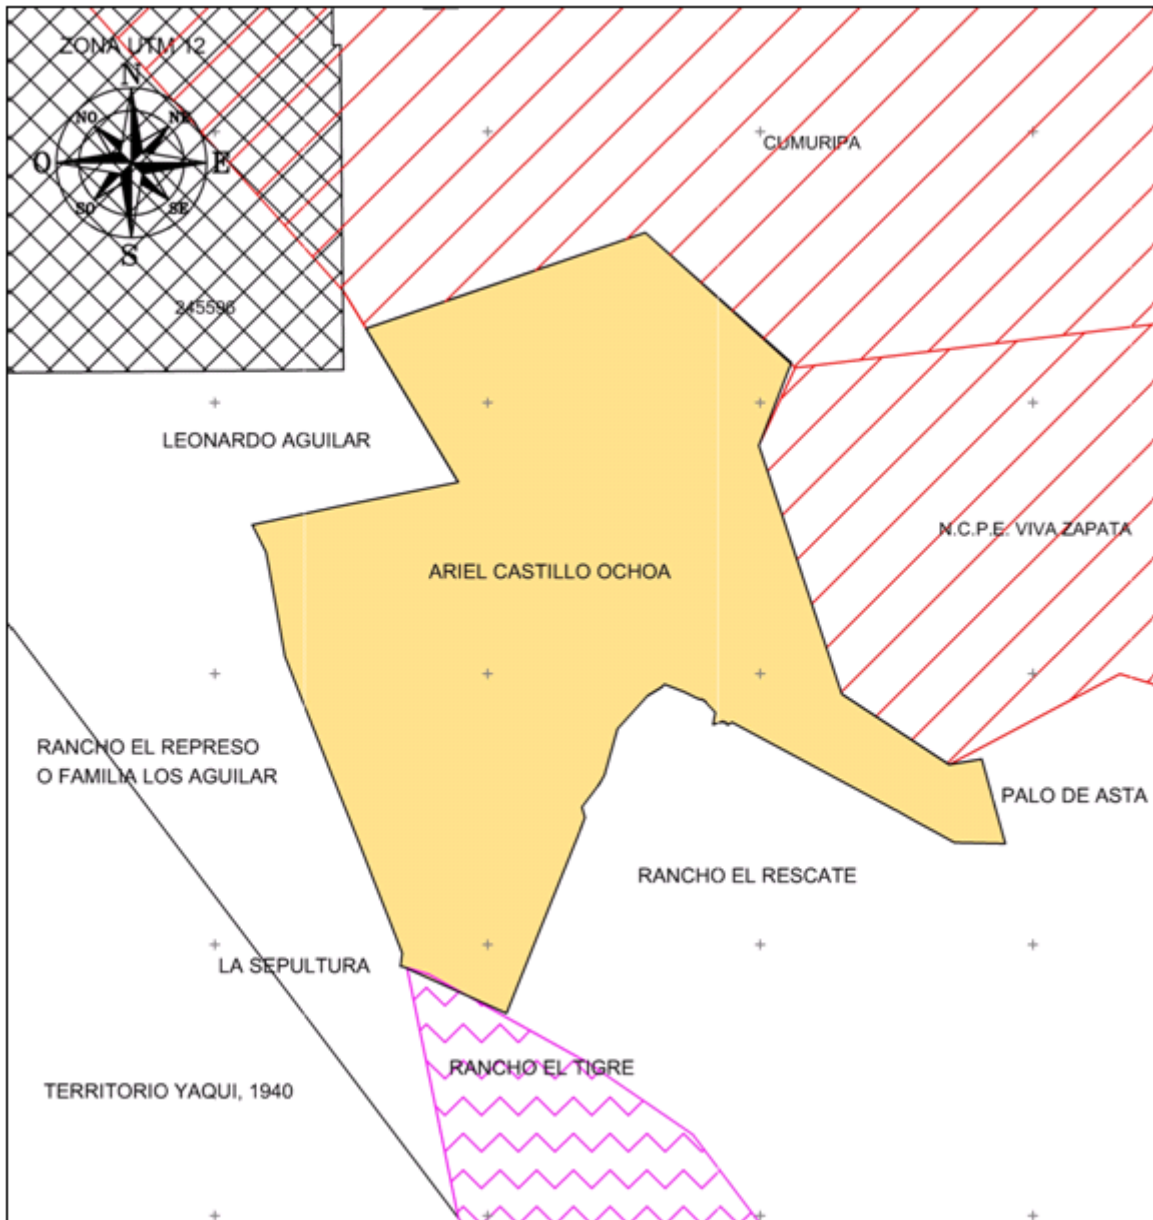 ZONA UTM 12
N
NO
NE
O
E
SO
SE
S
245596
CUMURIPA
LEONARDO AGUILAR
N.C.P.E. VIVA ZAPATA
ARIEL CASTILLO OCHOA
RANCHO EL REPRESO
O FAMILIA LOS AGUILAR
PALO DE ASTA
RANCHO EL RESCATE
LA SEPULTURA
RANCHO EL TIGRE
TERRITORIO YAQUI, 1940